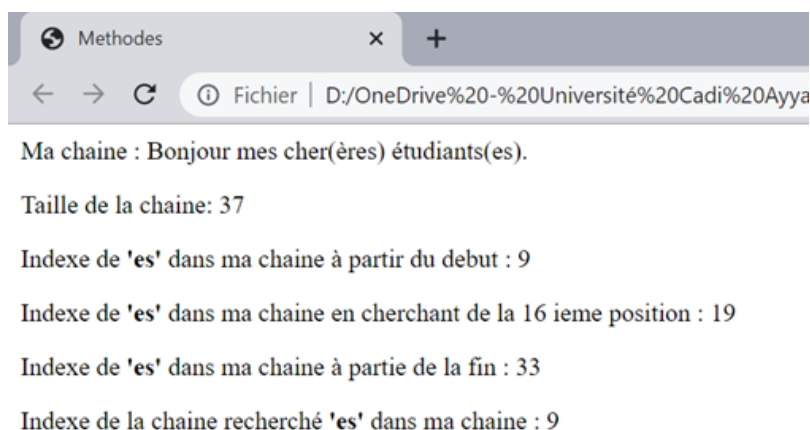 Methodes
Fichier | D:/OneDrive%20-%20Université%20Cadi%20Ayya
Ma chaine : Bonjour mes cher(ères) étudiants(es).
Taille de la chaine: 37
Indexe de 'es' dans ma chaine à partir du debut : 9
Indexe de 'es' dans ma chaine en cherchant de la 16 ieme position : 19
Indexe de 'es' dans ma chaine à partie de la fin : 33
Indexe de la chaine recherché 'es' dans ma chaine : 9